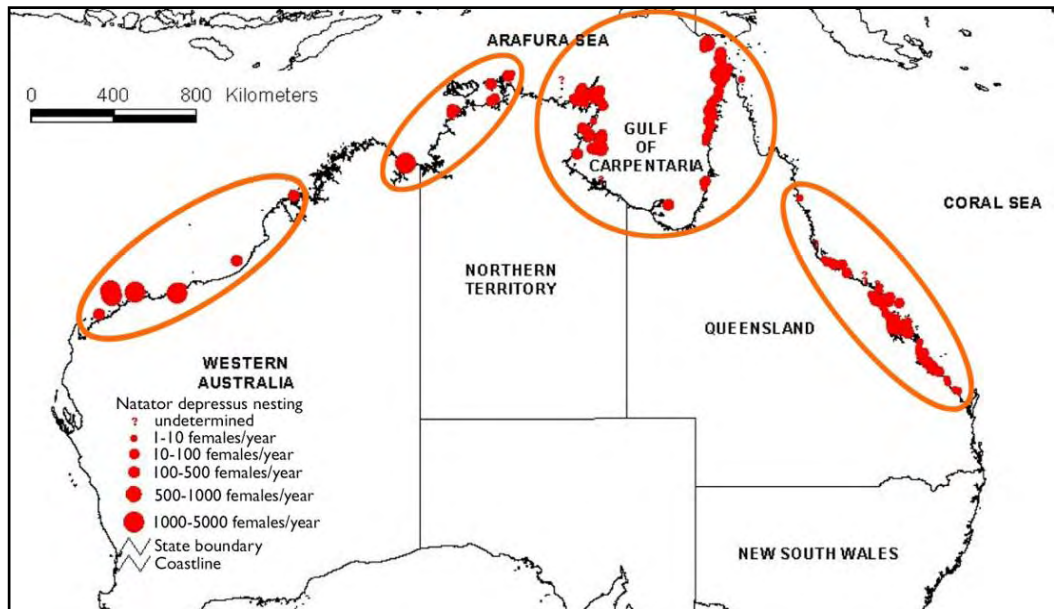 ARAFURA SEA
0 400 800 Kilometers
?
GULF
OF
CARPENTARIA
?
CORAL SEA
NORTHERN
TERRITORY
?
QUEENSLAND
WESTERN
AUSTRALIA
Natator depressus nesting
? undetermined
1-10 females/year
10-100 females/year
100-500 females/year
500-1000 females/year
1000-5000 females/year
State boundary
Coastline
NEW SOUTH WALES